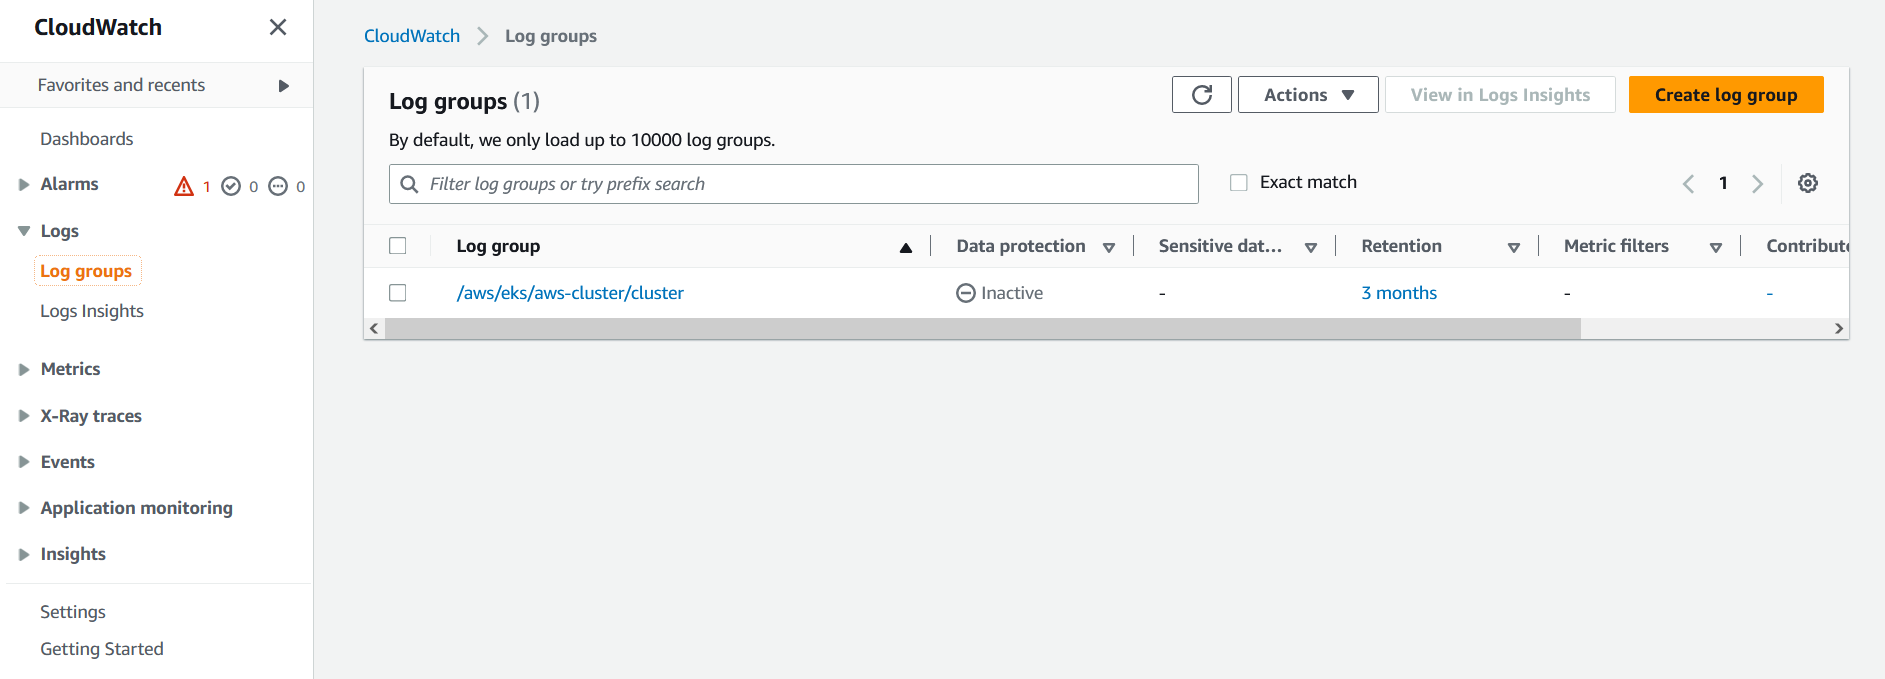 CloudWatch
Favorites and recents
Dashboards
Alarms 1 0 0
Logs
Log groups
Logs Insights
Metrics
X-Ray traces
Events
Application monitoring
Insights
Settings
Getting Started
CloudWatch Log groups
Log groups (1)
Actions
View in Logs Insights
Create log group
By default, we only load up to 10000 log groups.
Filter log groups or try prefix search
Exact match
1
Log group Data protection Sensitive dat... Retention Metric filters Contribut
/aws/eks/aws-cluster/cluster Inactive - 3 months - -